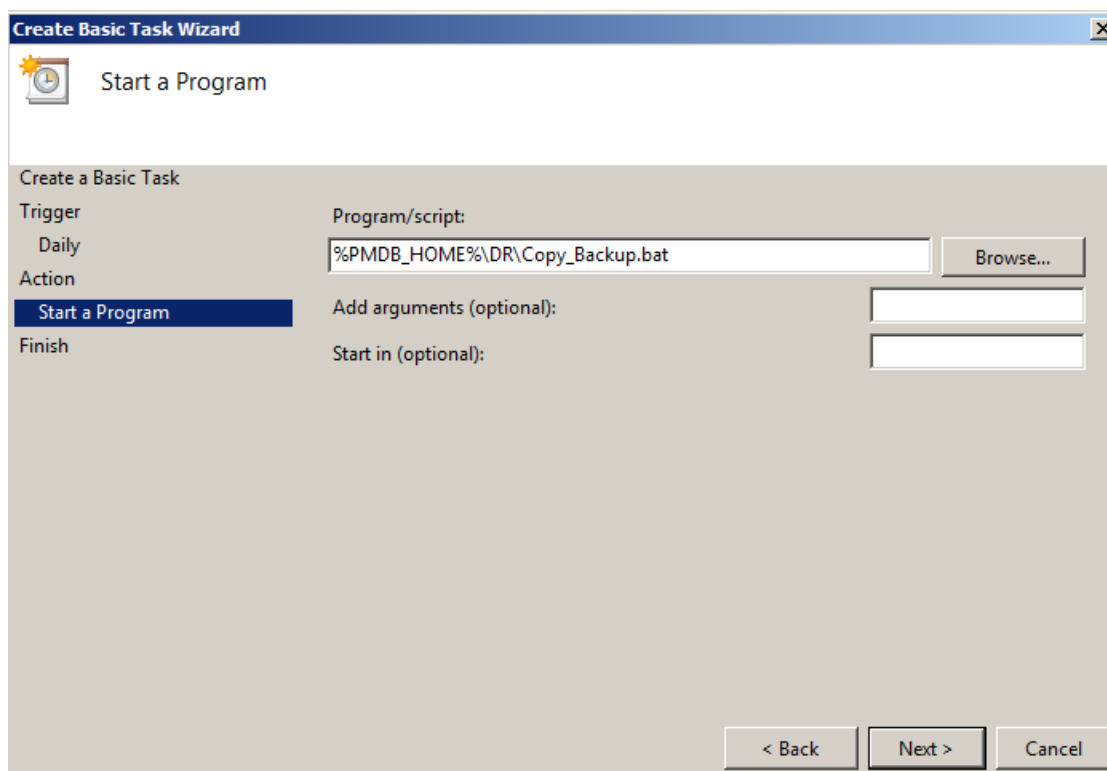 Create Basic Task Wizard
Start a Program
Create a Basic Task
Trigger
Daily
Action
Start a Program
Finish
Program/script:
%PMDB_HOME%\DR\Copy_Backup.bat
Browse...
Add arguments (optional):
Start in (optional):
< Back
Next >
Cancel